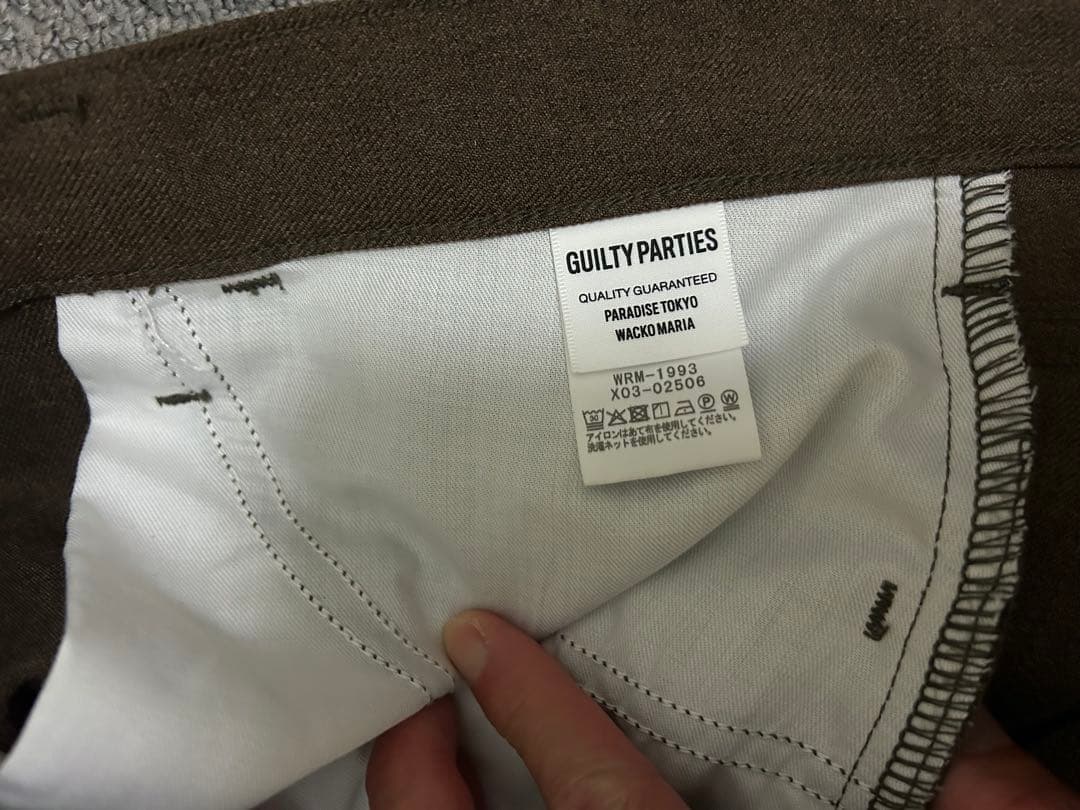 GUILTY PARTIES
QUALITY GUARANTEED
PARADISE TOKYO
WACKO MARIA
WRM-1993
X03-02506
30 P W
アイロンはあて布を使用してください。
洗濯ネットを使用してください。